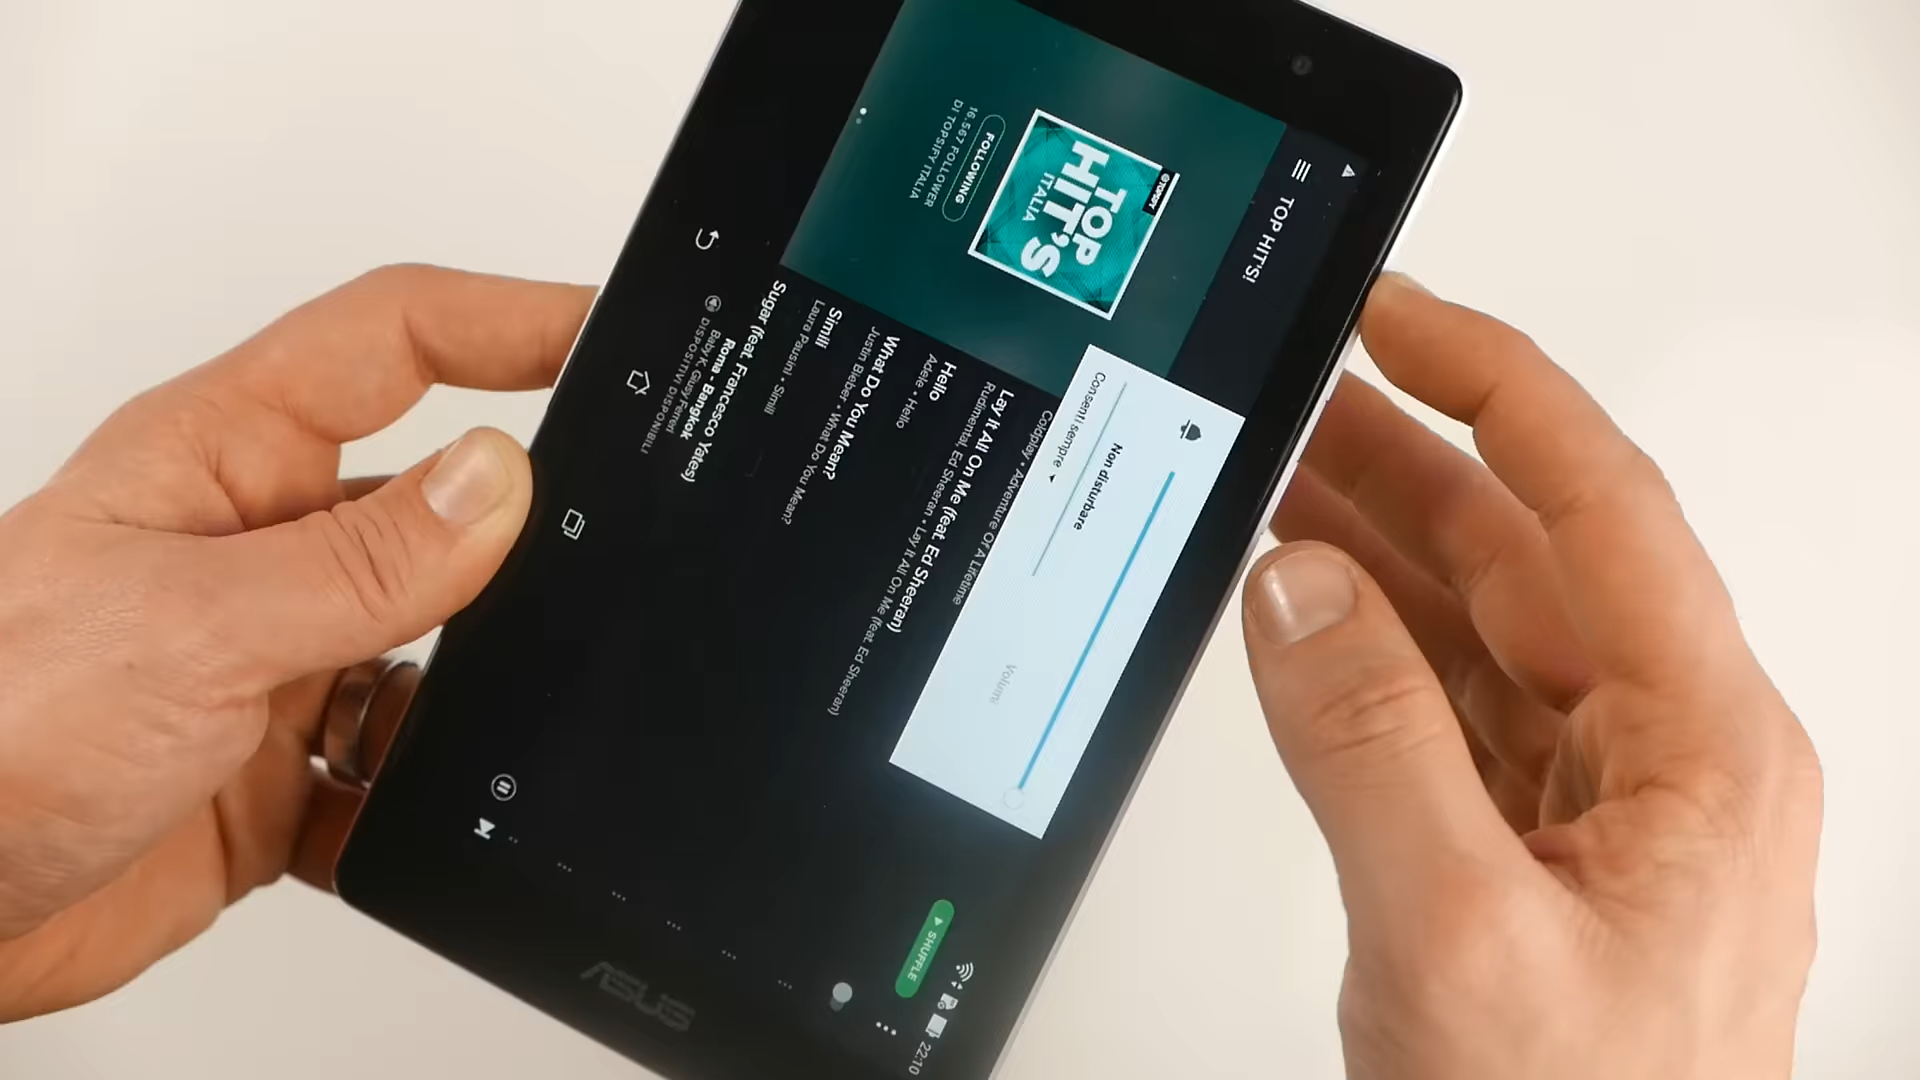 22:10
TOP HIT'S!
@TOPSIFY
TOP
HIT'S
ITALIA
FOLLOWING
16.567 FOLLOWER
DI TOPSIFY ITALIA
SHUFFLE
Non disturbare
Consenti sempre
Coldplay • Adventure Of A Lifetime
Lay It All On Me (feat. Ed Sheeran)
Rudimental, Ed Sheeran • Lay It All On Me (feat. Ed Sheeran)
Hello
Adele • Hello
What Do You Mean?
Justin Bieber • What Do You Mean?
Simili
Laura Pausini • Simili
Sugar (feat. Francesco Yates)
Roma - Bangkok
Baby K, Giusy Ferreri
DISPOSITIVI DISPONIBILI
ASUS